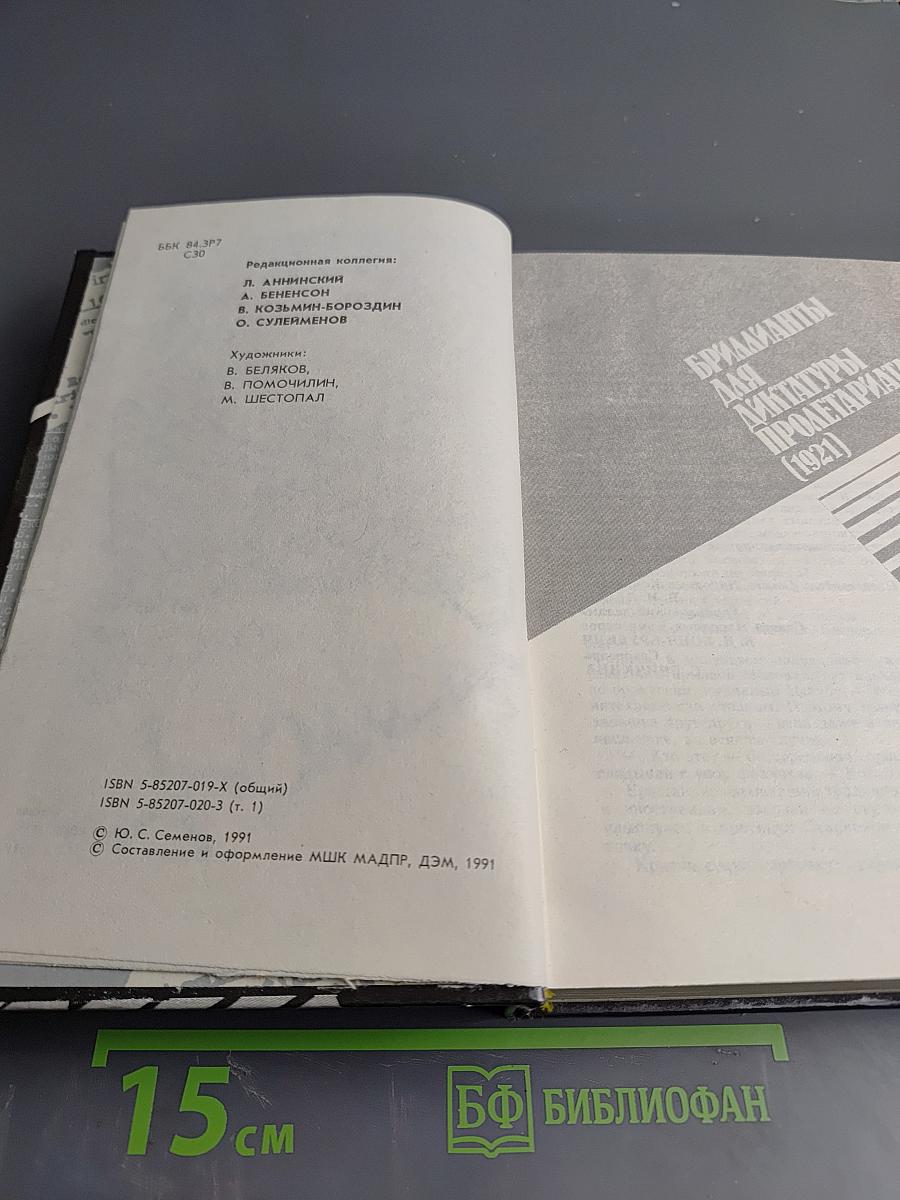 ББК 84.3Р7
С30
Редакционная коллегия:
Л. АННИНСКИЙ
А. БЕНЕНСОН
В. КОЗЬМИН-БОРОЗДИН
О. СУЛЕЙМЕНОВ
Художники:
В. БЕЛЯКОВ,
В. ПОМОЧИЛИН,
М. ШЕСТОПАЛ
ISBN 5-85207-019-X (общий)
ISBN 5-85207-020-3 (т. 1)
© Ю. С. Семенов, 1991
© Составление и оформление МШК МАДПР, ДЭМ, 1991
БРИЛЛИАНТЫ
ДЛЯ
ДИКТАТУРЫ
ПРОЛЕТАРИАТ
(1921)
15 см
БФ БИБЛИОФАН